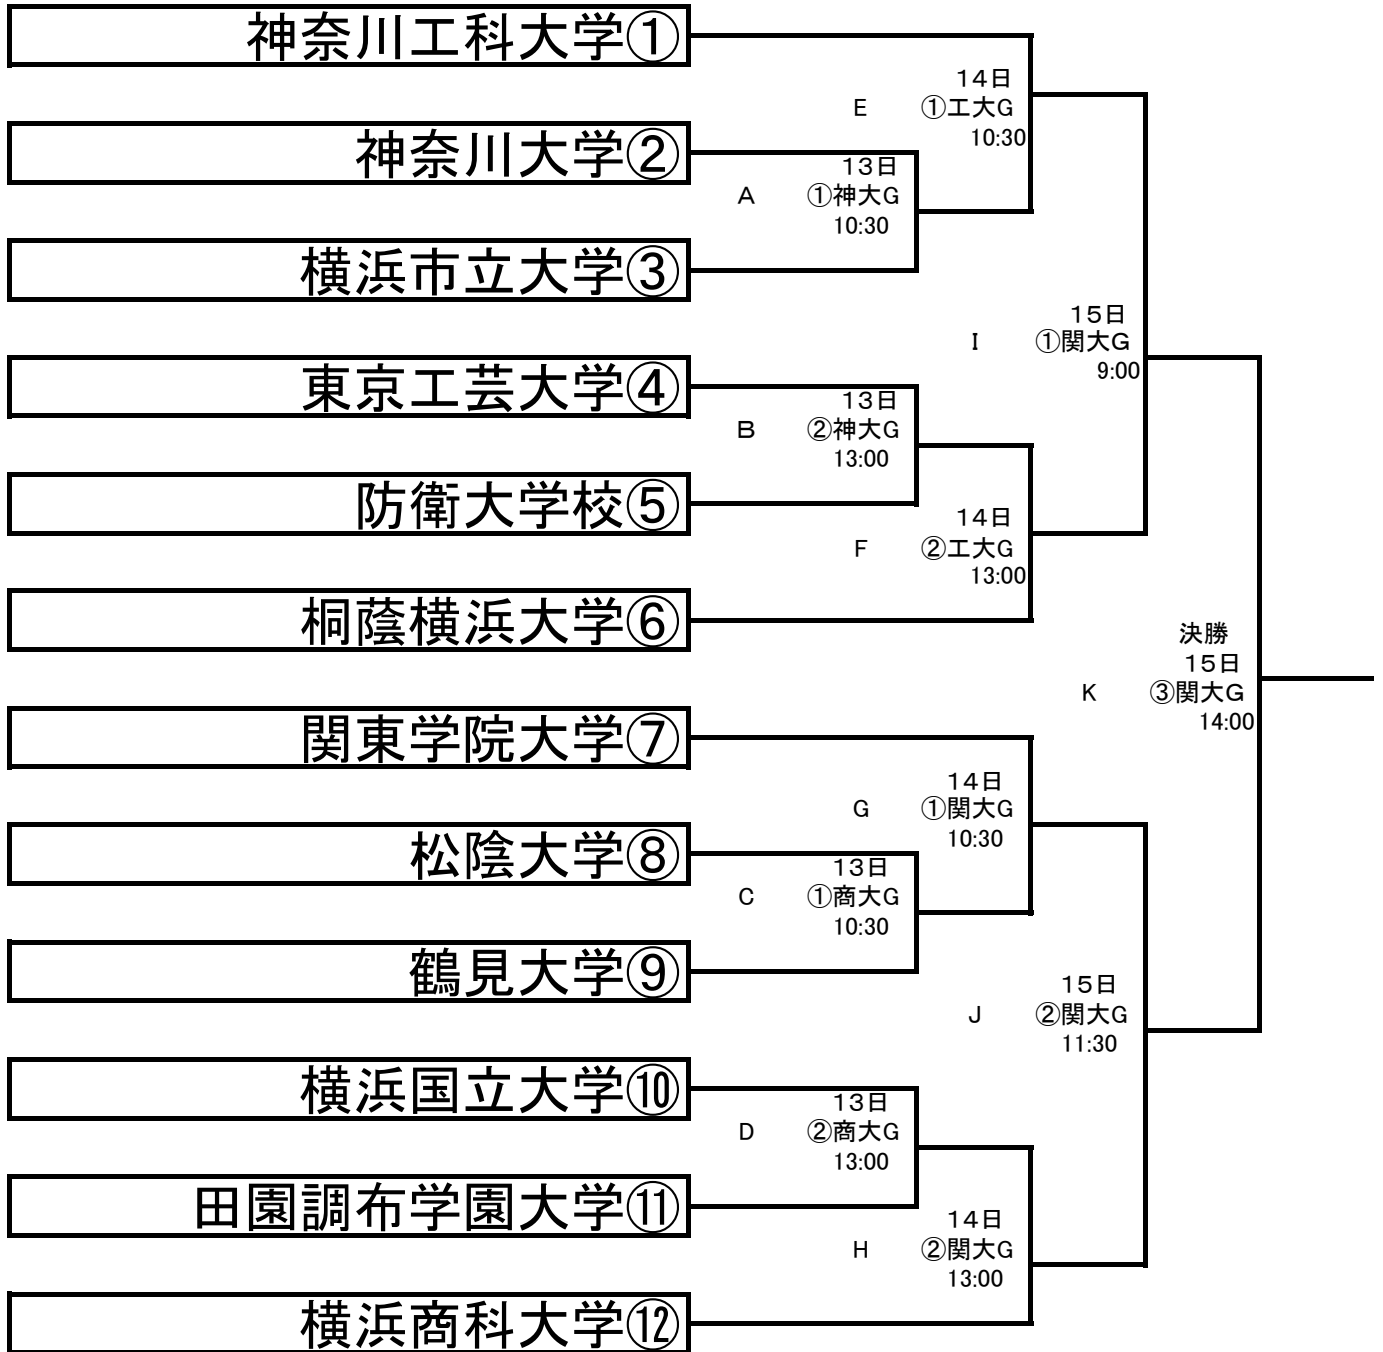 神奈川工科大学①
14日
E ①工大G
10:30
神奈川大学②
13日
A ①神大G
10:30
横浜市立大学③
15日
I ①関大G
9:00
東京工芸大学④
13日
B ②神大G
13:00
防衛大学校⑤
14日
F ②工大G
13:00
桐蔭横浜大学⑥
決勝
15日
K ③関大G
14:00
関東学院大学⑦
14日
G ①関大G
10:30
松陰大学⑧
13日
C ①商大G
10:30
鶴見大学⑨
15日
J ②関大G
11:30
横浜国立大学⑩
13日
D ②商大G
13:00
田園調布学園大学⑪
14日
H ②関大G
13:00
横浜商科大学⑫